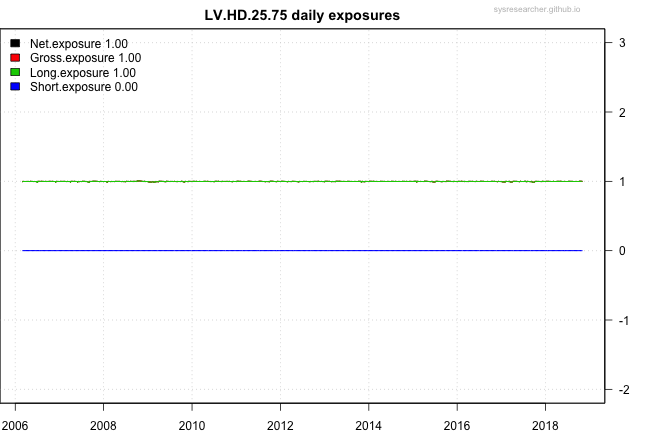 LV.HD.25.75 daily exposures
sysresearcher.github.io
Net.exposure 1.00
Gross.exposure 1.00
Long.exposure 1.00
Short.exposure 0.00
3
2
1
0
-1
-2
2006 2008 2010 2012 2014 2016 2018